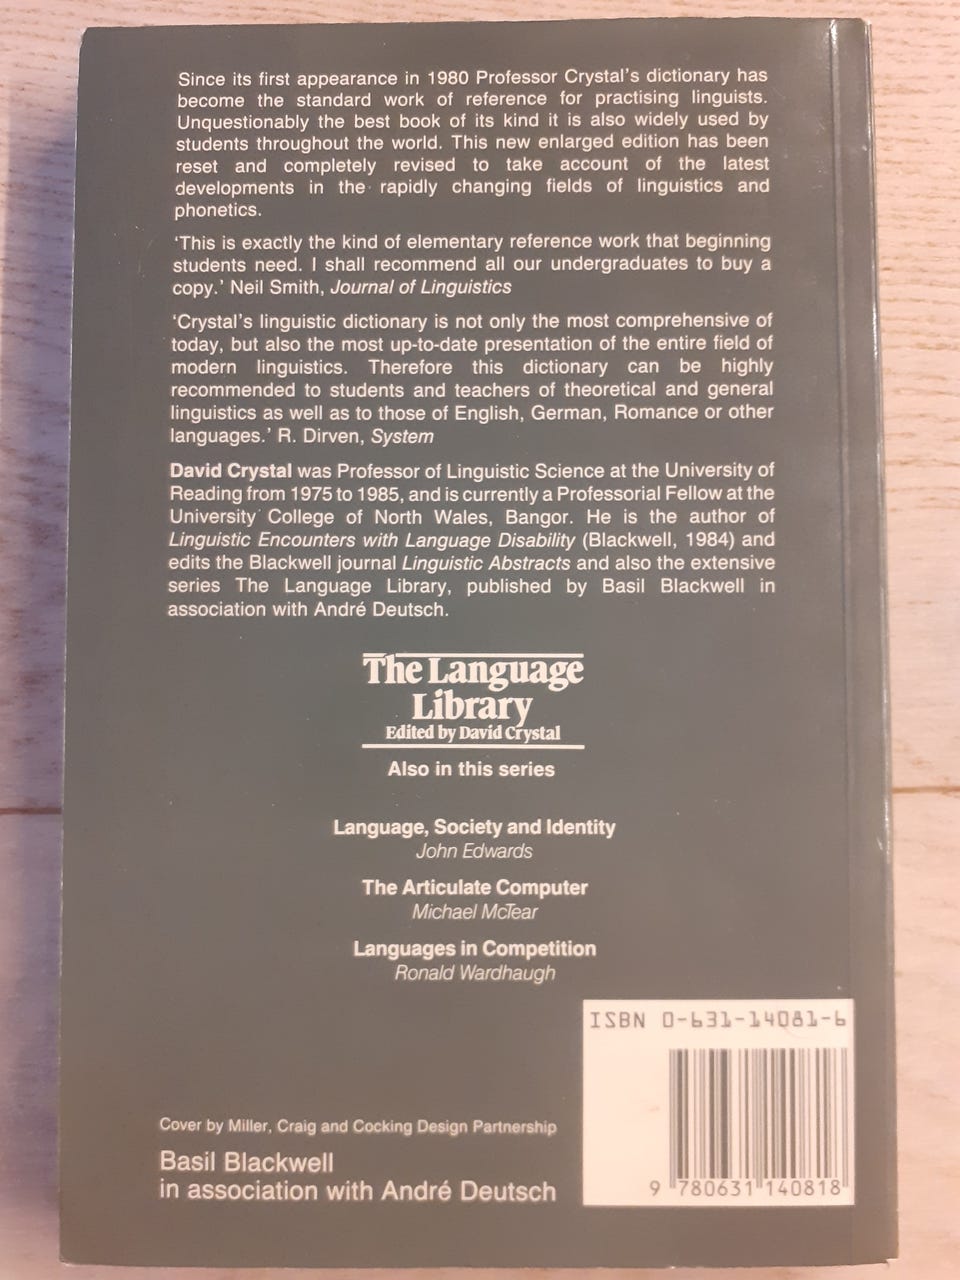 Since its first appearance in 1980 Professor Crystal's dictionary has
become the standard work of reference for practising linguists.
Unquestionably the best book of its kind it is also widely used by
students throughout the world. This new enlarged edition has been
reset and completely revised to take account of the latest
developments in the rapidly changing fields of linguistics and
phonetics.
'This is exactly the kind of elementary reference work that beginning
students need. I shall recommend all our undergraduates to buy a
copy.' Neil Smith, Journal of Linguistics
'Crystal's linguistic dictionary is not only the most comprehensive of
today, but also the most up-to-date presentation of the entire field of
modern linguistics. Therefore this dictionary can be highly
recommended to students and teachers of theoretical and general
linguistics as well as to those of English, German, Romance or other
languages.' R. Dirven, System
David Crystal was Professor of Linguistic Science at the University of
Reading from 1975 to 1985, and is currently a Professorial Fellow at the
University College of North Wales, Bangor. He is the author of
Linguistic Encounters with Language Disability (Blackwell, 1984) and
edits the Blackwell journal Linguistic Abstracts and also the extensive
series The Language Library, published by Basil Blackwell in
association with André Deutsch.
The Language
Library
Edited by David Crystal
Also in this series
Language, Society and Identity
John Edwards
The Articulate Computer
Michael McTear
Languages in Competition
Ronald Wardhaugh
ISBN 0-631-14081-6
9 780631 140818
Cover by Miller, Craig and Cocking Design Partnership
Basil Blackwell
in association with André Deutsch